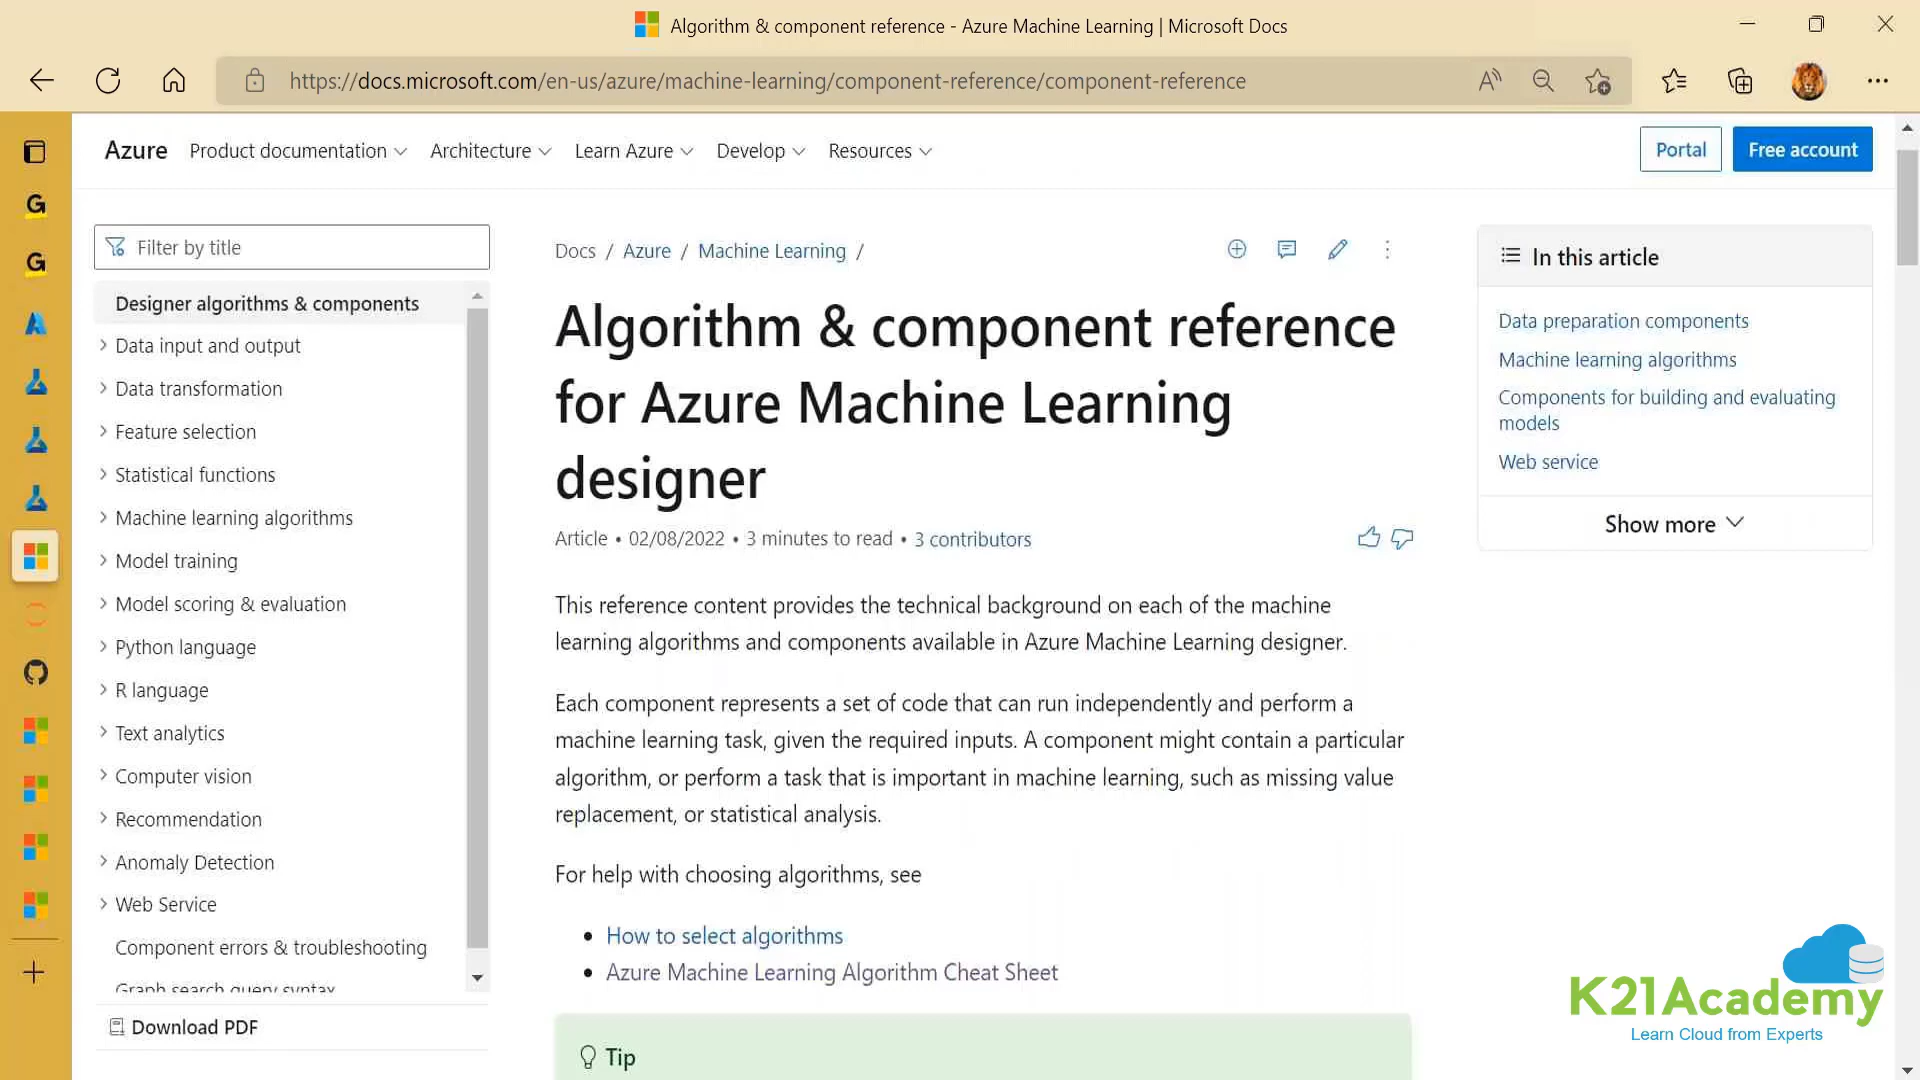 Algorithm & component reference - Azure Machine Learning | Microsoft Docs
https://docs.microsoft.com/en-us/azure/machine-learning/component-reference/component-reference
Azure Product documentation Architecture Learn Azure Develop Resources
Portal Free account
Filter by title
Designer algorithms & components
Data input and output
Data transformation
Feature selection
Statistical functions
Machine learning algorithms
Model training
Model scoring & evaluation
Python language
R language
Text analytics
Computer vision
Recommendation
Anomaly Detection
Web Service
Component errors & troubleshooting
Graph search query syntax
Download PDF
Docs / Azure / Machine Learning /
Algorithm & component reference
for Azure Machine Learning
designer
Article • 02/08/2022 • 3 minutes to read • 3 contributors
This reference content provides the technical background on each of the machine
learning algorithms and components available in Azure Machine Learning designer.
Each component represents a set of code that can run independently and perform a
machine learning task, given the required inputs. A component might contain a particular
algorithm, or perform a task that is important in machine learning, such as missing value
replacement, or statistical analysis.
For help with choosing algorithms, see
• How to select algorithms
• Azure Machine Learning Algorithm Cheat Sheet
Tip
In this article
Data preparation components
Machine learning algorithms
Components for building and evaluating
models
Web service
Show more
K21Academy
Learn Cloud from Experts